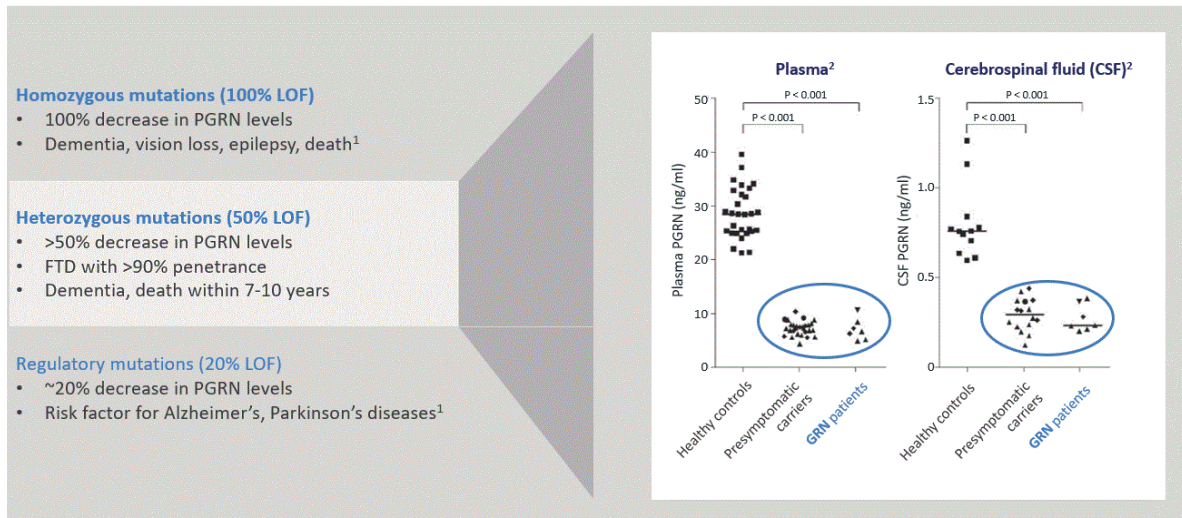 Homozygous mutations (100% LOF)
• 100% decrease in PGRN levels
• Dementia, vision loss, epilepsy, death1
Heterozygous mutations (50% LOF)
• >50% decrease in PGRN levels
• FTD with >90% penetrance
• Dementia, death within 7-10 years
Regulatory mutations (20% LOF)
• ~20% decrease in PGRN levels
• Risk factor for Alzheimer’s, Parkinson’s diseases1
Plasma2
P < 0.001
P < 0.001
50
40
30
20
10
0
Plasma PGRN (ng/ml)
Healthy controls
Presymptomatic
carriers
GRN patients
Cerebrospinal fluid (CSF)2
P < 0.001
P < 0.001
1.5
1.0
0.5
0
CSF PGRN (ng/ml)
Healthy controls
Presymptomatic
carriers
GRN patients